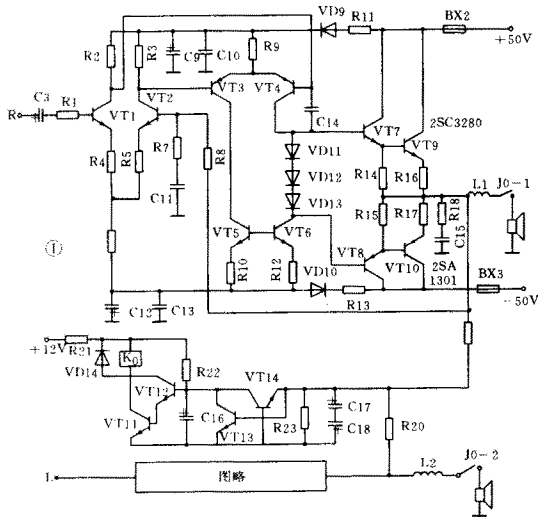 VD9 R11 BX2
+50V
R2 R3 C9 C10 R9
C3 R1 VT3 VT4
R VT1 VT2 C14
VT7 2SC3280
VT9
R4 R5 R7 R8 VD11
VD12 R14 R16
VD13 L1 J0-1
C11 R15 R17 R18
C15
① VT5 VT6 VT8
VT10 2SA
1301
R10 R12 VD10 BX3
C12 C13 R13 -50V
+12V R21 K0 R22 VT14
VD14 VT12
C17
VT11 C16 R23 C18 R20
VT13
L2 J0-2
L 图略